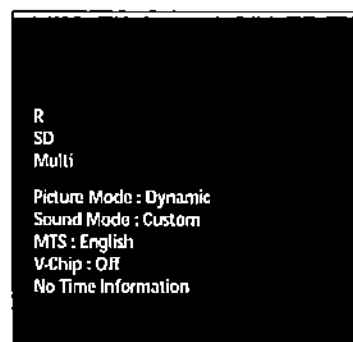 R
SD
Multi
Picture Mode : Dynamic
Sound Mode : Custom
MTS : English
V-Chip : Off
No Time Information